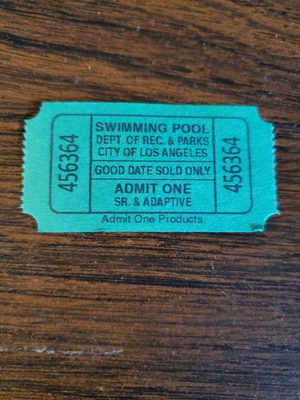 456364
SWIMMING POOL
DEPT. OF REC. & PARKS
CITY OF LOS ANGELES
GOOD DATE SOLD ONLY
ADMIT ONE
SR. & ADAPTIVE
Admit One Products
456364